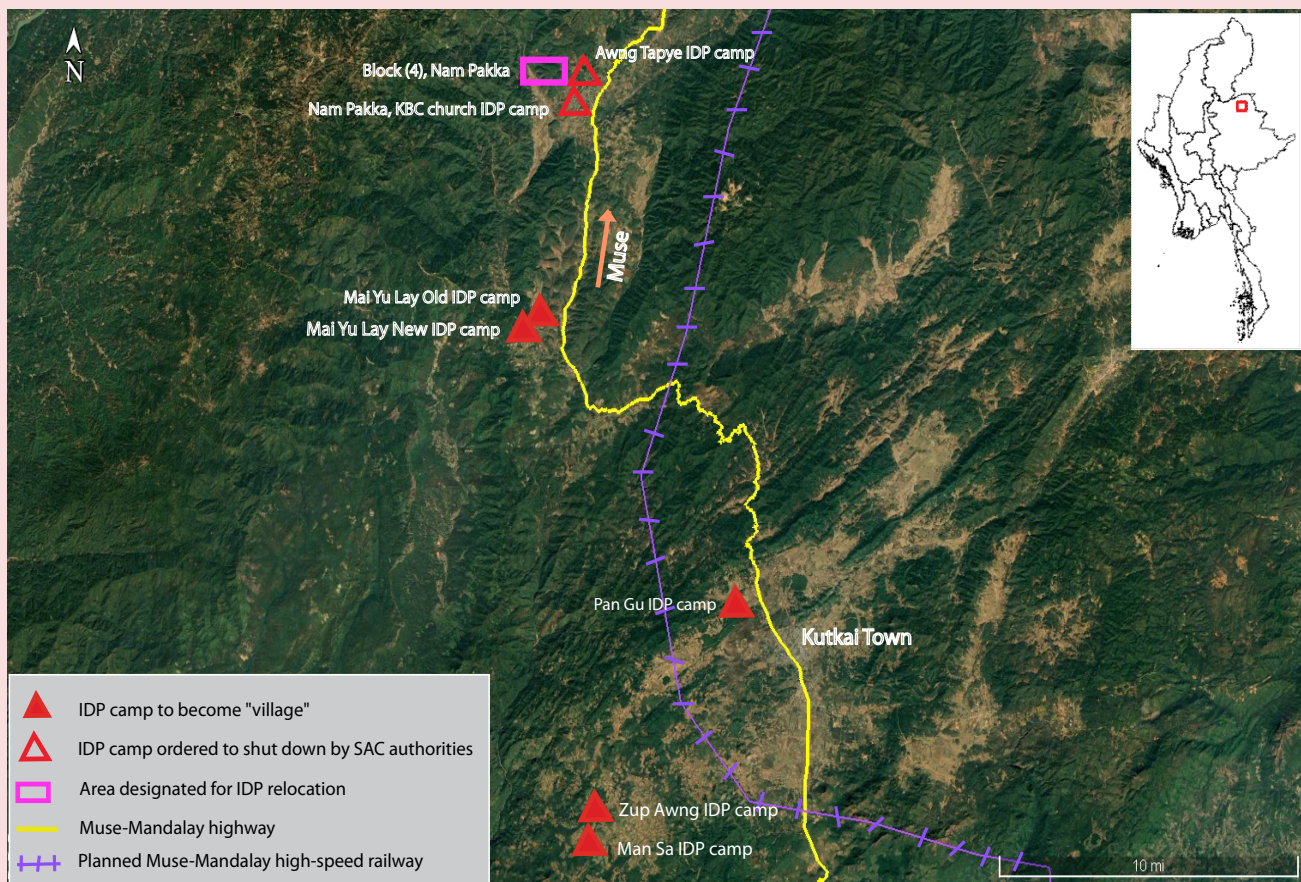 N
Awng Tapye IDP camp
Block (4), Nam Pakka
Nam Pakka, KBC church IDP camp
Muse
Mai Yu Lay Old IDP camp
Mai Yu Lay New IDP camp
Pan Gu IDP camp
Kutkai Town
Zup Awng IDP camp
Man Sa IDP camp
IDP camp to become "village"
IDP camp ordered to shut down by SAC authorities
Area designated for IDP relocation
Muse-Mandalay highway
Planned Muse-Mandalay high-speed railway
10 mi